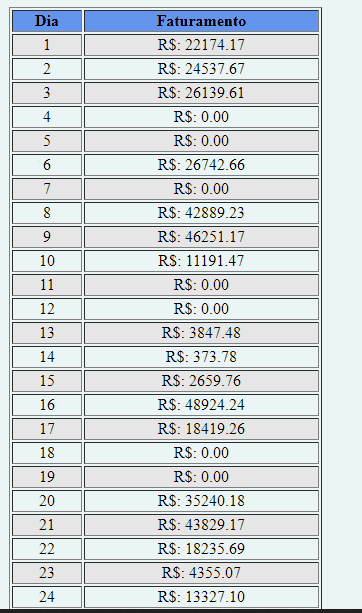 Dia Faturamento
1 R$: 22174.17
2 R$: 24537.67
3 R$: 26139.61
4 R$: 0.00
5 R$: 0.00
6 R$: 26742.66
7 R$: 0.00
8 R$: 42889.23
9 R$: 46251.17
10 R$: 11191.47
11 R$: 0.00
12 R$: 0.00
13 R$: 3847.48
14 R$: 373.78
15 R$: 2659.76
16 R$: 48924.24
17 R$: 18419.26
18 R$: 0.00
19 R$: 0.00
20 R$: 35240.18
21 R$: 43829.17
22 R$: 18235.69
23 R$: 4355.07
24 R$: 13327.10